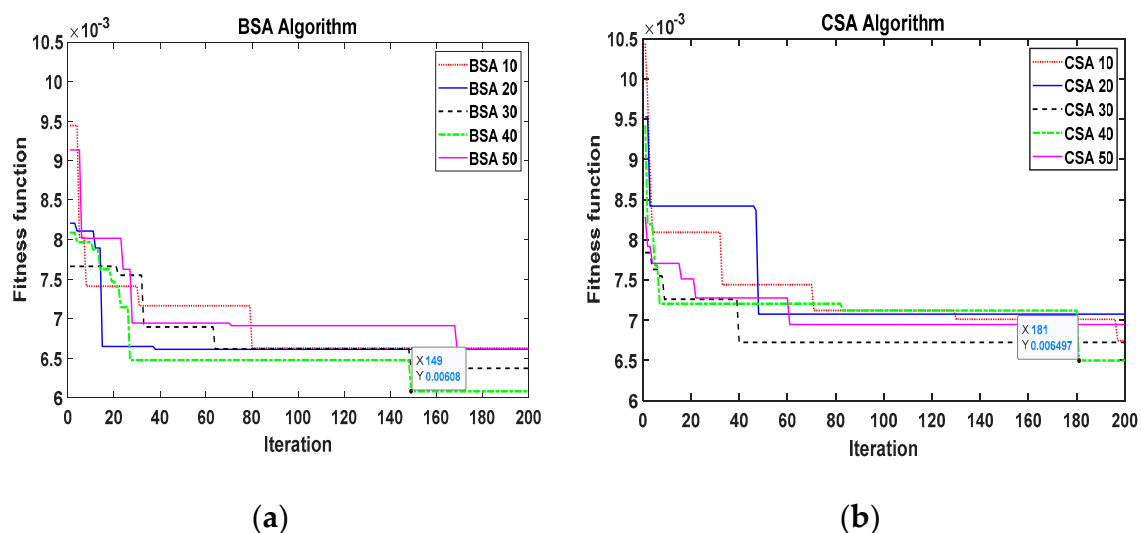 BSA Algorithm
×10-3
10.5
10
9.5
9
8.5
8
7.5
7
6.5
6
Fitness function
0 20 40 60 80 100 120 140 160 180 200
Iteration
BSA 10
BSA 20
BSA 30
BSA 40
BSA 50
X 149
Y 0.00608
(a)
CSA Algorithm
×10-3
10.5
10
9.5
9
8.5
8
7.5
7
6.5
6
Fitness function
0 20 40 60 80 100 120 140 160 180 200
Iteration
CSA 10
CSA 20
CSA 30
CSA 40
CSA 50
X 181
Y 0.006497
(b)